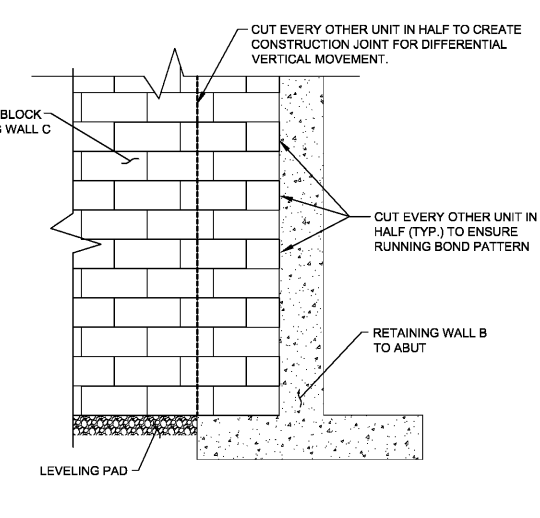 CUT EVERY OTHER UNIT IN HALF TO CREATE
CONSTRUCTION JOINT FOR DIFFERENTIAL
VERTICAL MOVEMENT.
BLOCK
WALL C
CUT EVERY OTHER UNIT IN
HALF (TYP.) TO ENSURE
RUNNING BOND PATTERN
RETAINING WALL B
TO ABUT
LEVELING PAD